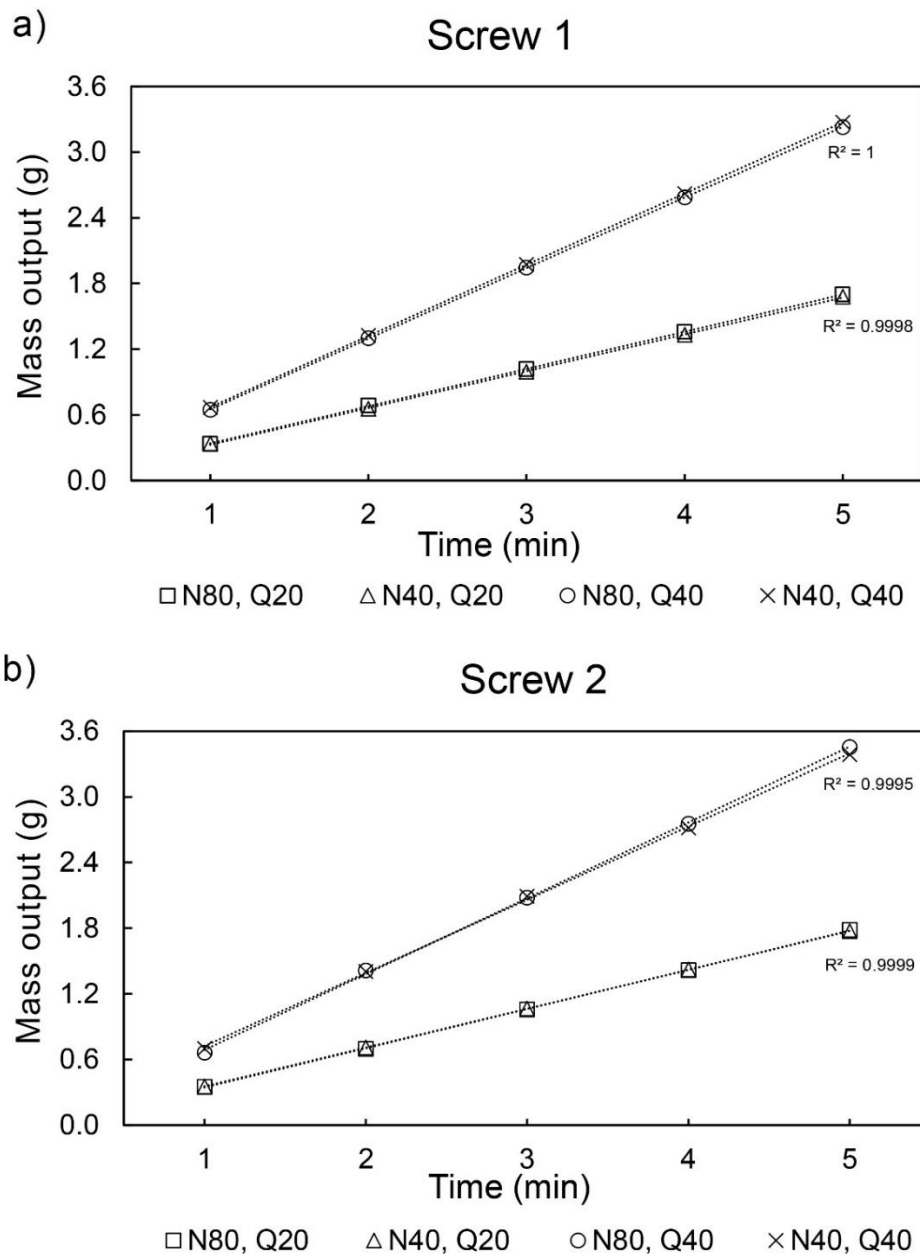 a)
Screw 1
Mass output (g)
3.6
3.0
2.4
1.8
1.2
0.6
0.0
R² = 1
R² = 0.9998
1 2 3 4 5
Time (min)
N80, Q20 N40, Q20 N80, Q40 N40, Q40
b)
Screw 2
Mass output (g)
3.6
3.0
2.4
1.8
1.2
0.6
0.0
R² = 0.9995
R² = 0.9999
1 2 3 4 5
Time (min)
N80, Q20 N40, Q20 N80, Q40 N40, Q40